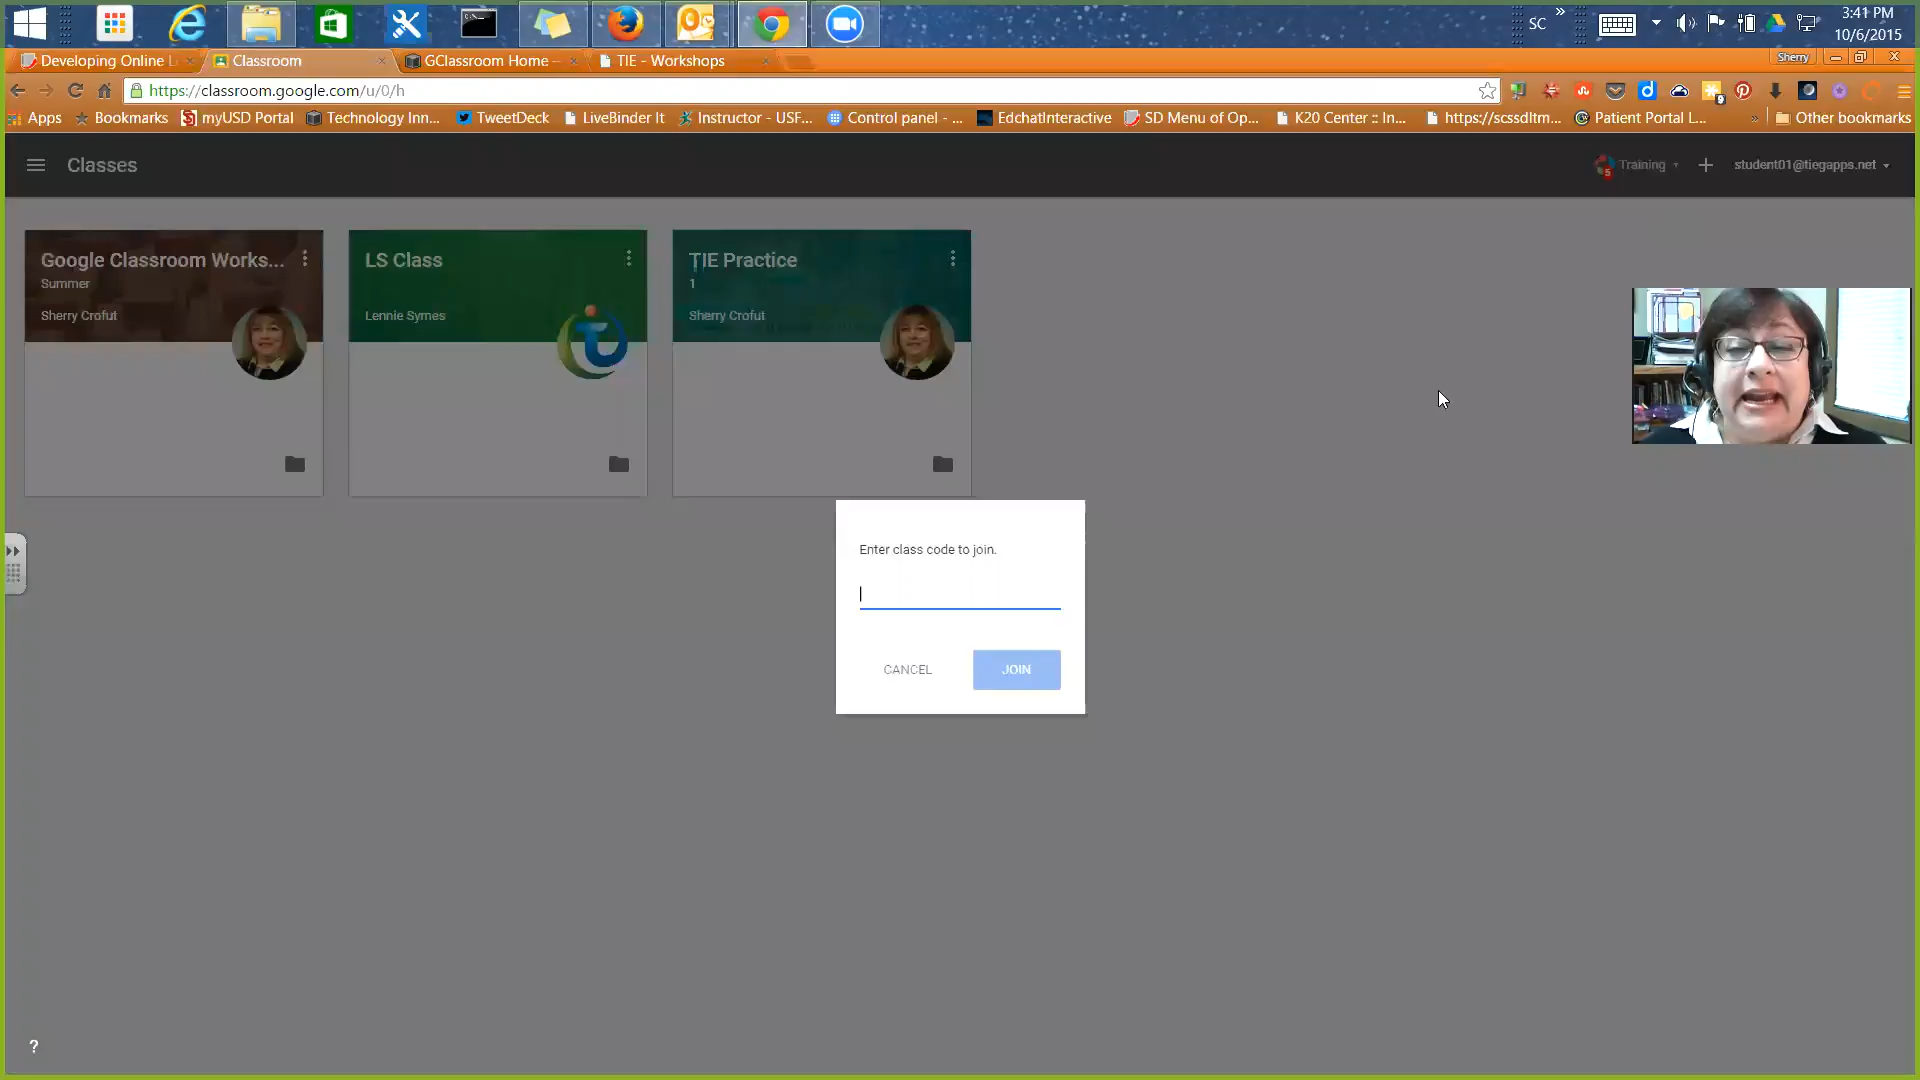 SC
»
3:41 PM
10/6/2015
Developing Online L
Classroom
GClassroom Home -
TIE - Workshops
Sherry
https://classroom.google.com/u/0/h
9
Apps
Bookmarks
myUSD Portal
Technology Inn...
TweetDeck
LiveBinder It
Instructor - USF...
Control panel - ...
EdchatInteractive
SD Menu of Op...
K20 Center :: In...
https://scssdltm...
Patient Portal L...
»
Other bookmarks
Classes
5
Training
student01@tiegapps.net
Google Classroom Works...
Summer
Sherry Crofut
LS Class
Lennie Symes
TIE Practice
1
Sherry Crofut
Enter class code to join.
CANCEL
JOIN
?